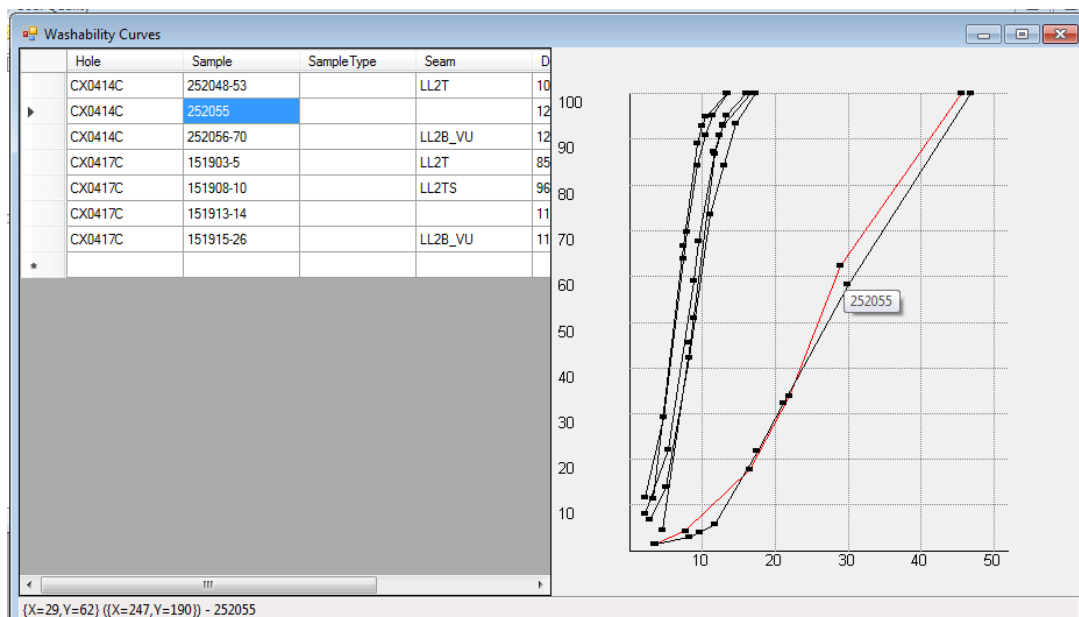 Washability Curves
Hole Sample SampleType Seam D
CX0414C 252048-53 LL2T 10
CX0414C 252055 12
CX0414C 252056-70 LL2B_VU 12
CX0417C 151903-5 LL2T 85
CX0417C 151908-10 LL2TS 96
CX0417C 151913-14 11
CX0417C 151915-26 LL2B_VU 11
*
100
90
80
70
60
252055
50
40
30
20
10
10 20 30 40 50
{X=29,Y=62} ({X=247,Y=190}) - 252055